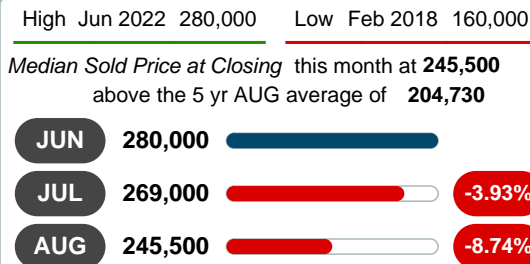 High Jun 2022 280,000 Low Feb 2018 160,000
Median Sold Price at Closing this month at 245,500
above the 5 yr AUG average of 204,730
JUN 280,000
JUL 269,000 -3.93%
AUG 245,500 -8.74%